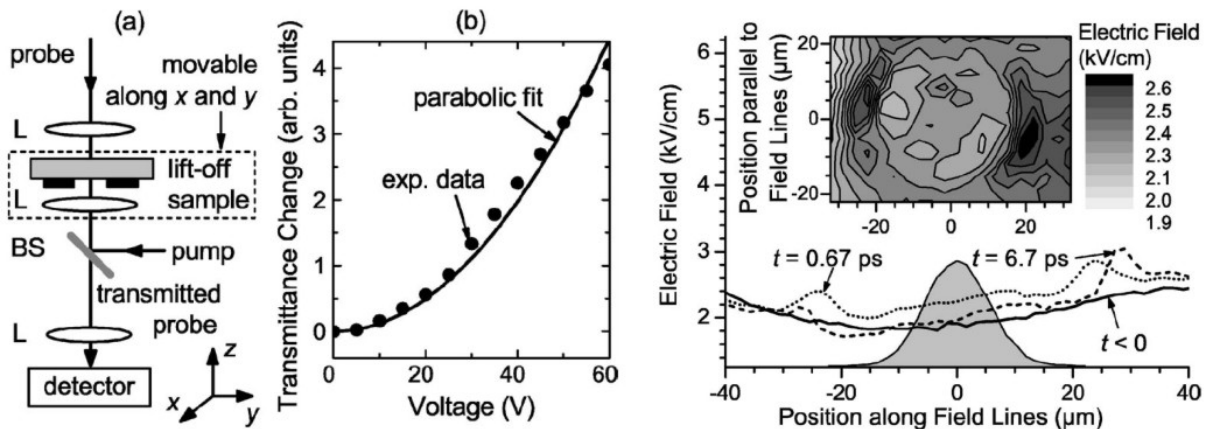 (a)
probe
movable
along x and y
L
lift-off
L
sample
BS
pump
transmitted
probe
L
detector
z
x
y
(b)
Transmittance Change (arb. units)
4
3
2
1
0
parabolic fit
exp. data
0 20 40 60
Voltage (V)
Electric Field (kV/cm)
6
5
4
3
2
Position parallel to
Field Lines (µm)
20
0
-20
-20 0 20
Electric Field
(kV/cm)
2.6
2.5
2.4
2.3
2.2
2.1
2.0
1.9
t = 0.67 ps
t = 6.7 ps
t < 0
-40 -20 0 20 40
Position along Field Lines (µm)